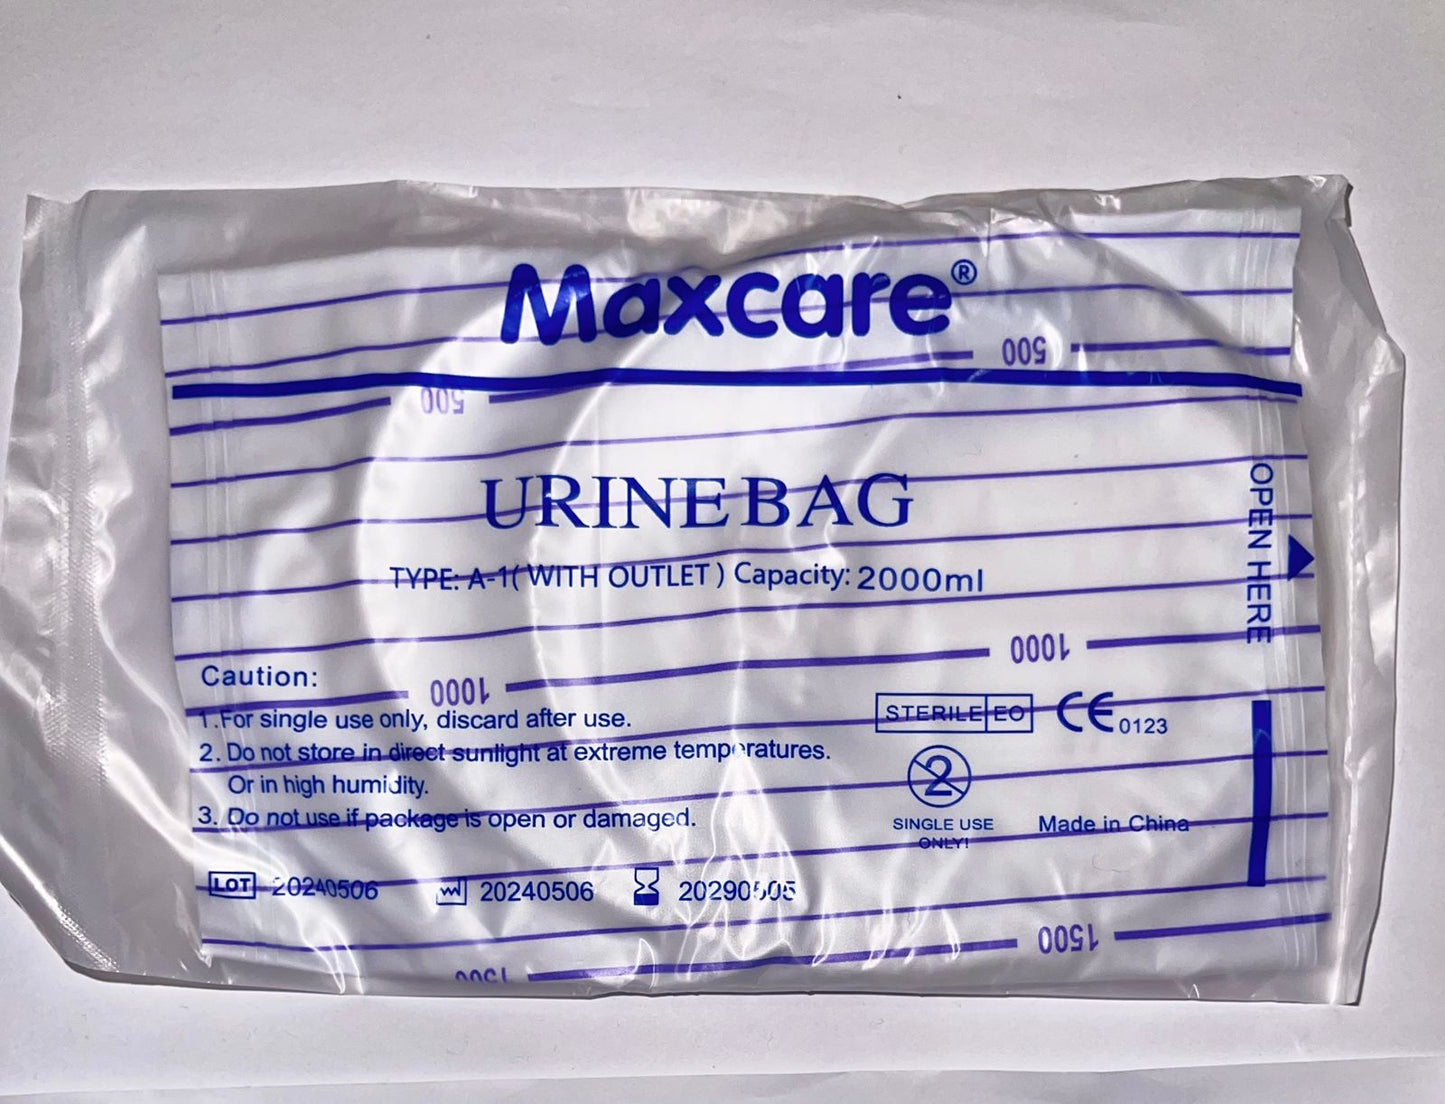 Maxcare®
500
500
URINE BAG
TYPE: A-1( WITH OUTLET ) Capacity: 2000ml
OPEN HERE
1000
Caution:
1000
1.For single use only, discard after use.
2. Do not store in direct sunlight at extreme temperatures.
Or in high humidity.
3. Do not use if package is open or damaged.
STERILE EO
CE 0123
2
SINGLE USE
ONLY!
Made in China
LOT 20240506
20240506
20290505
1500
1500